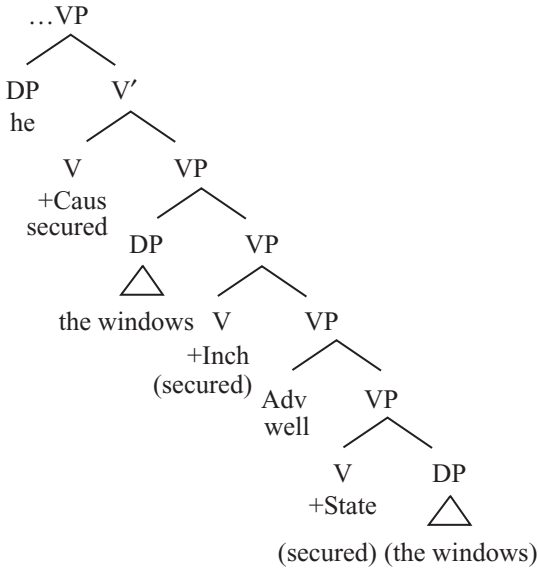 …VP
DP V′
he
V VP
+Caus
secured
DP VP
the windows V VP
+Inch
(secured) Adv VP
well
V DP
+State
(secured) (the windows)